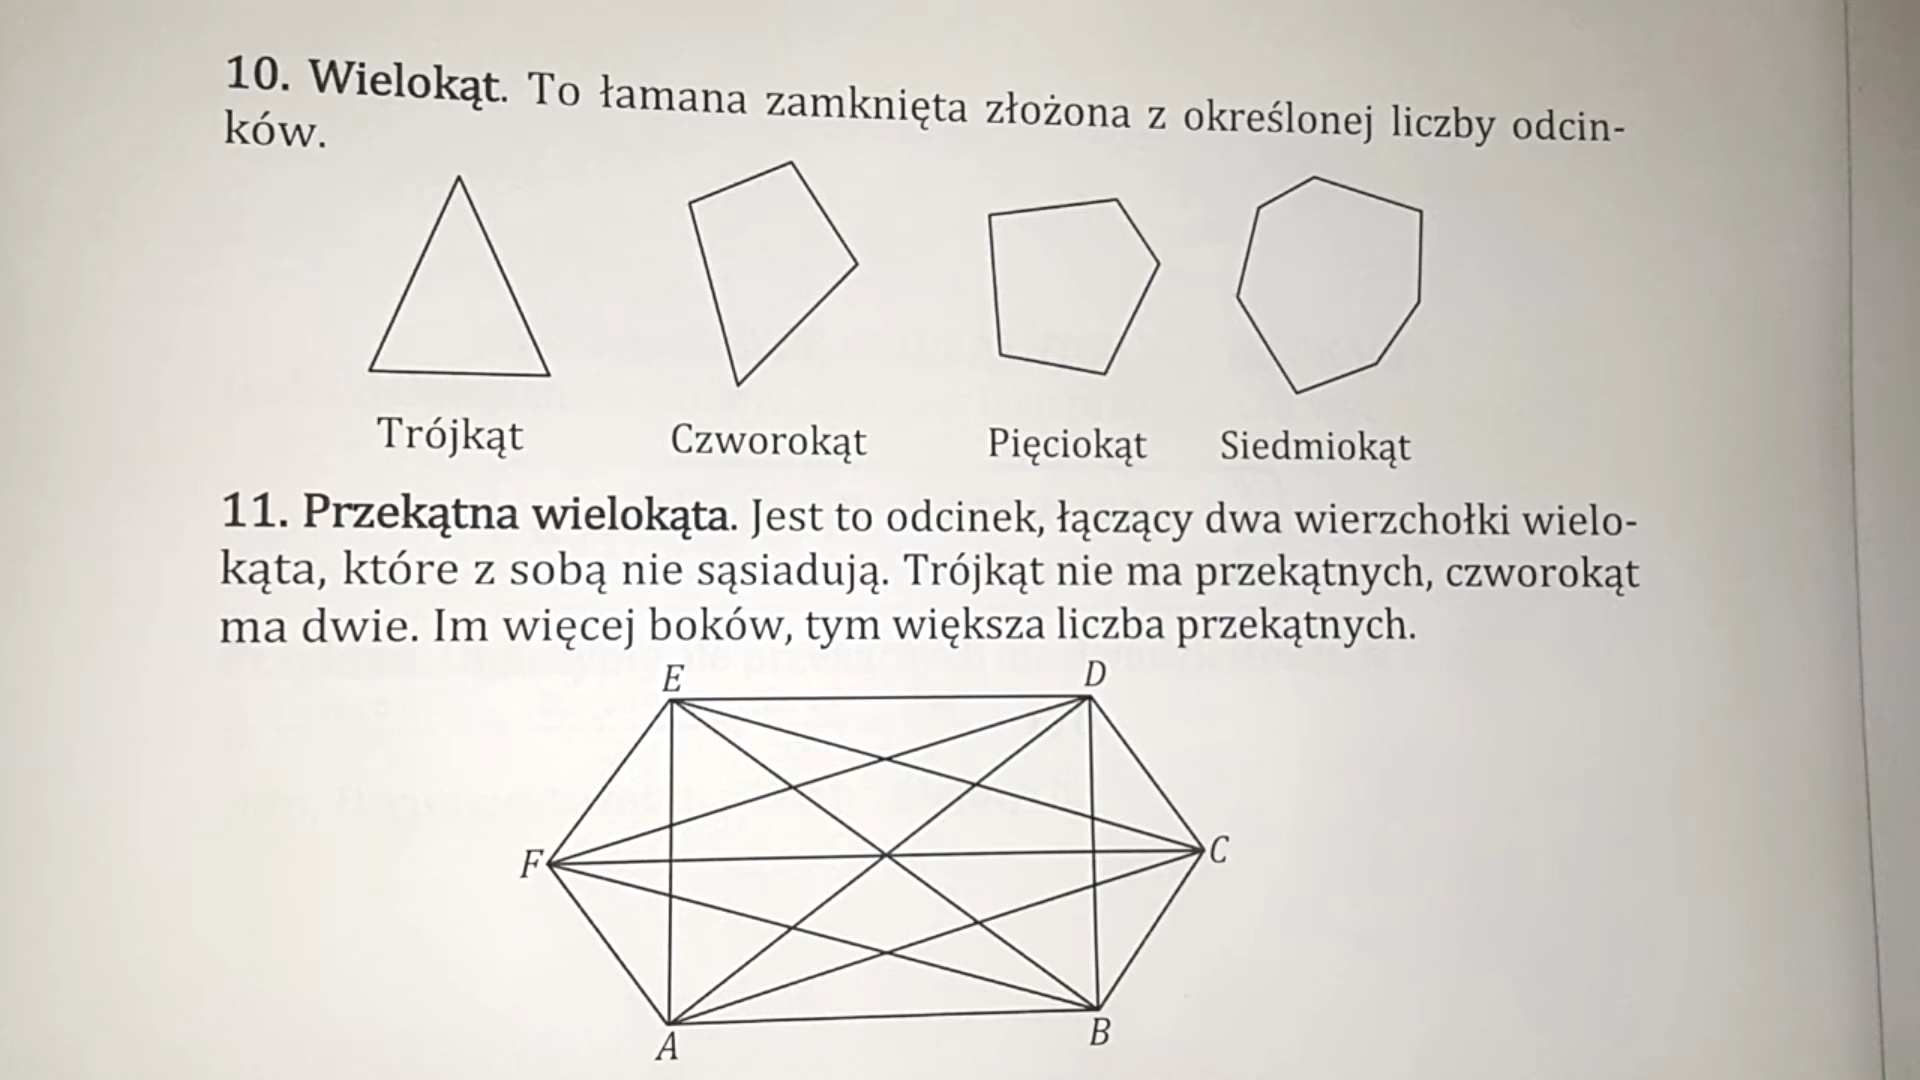 10. Wielokąt. To łamana zamknięta złożona z określonej liczby odcin-
ków.
Trójkąt Czworokąt Pięciokąt Siedmiokąt
11. Przekątna wielokąta. Jest to odcinek, łączący dwa wierzchołki wielo-
kąta, które z sobą nie sąsiadują. Trójkąt nie ma przekątnych, czworokąt
ma dwie. Im więcej boków, tym większa liczba przekątnych.
E D
F C
A B